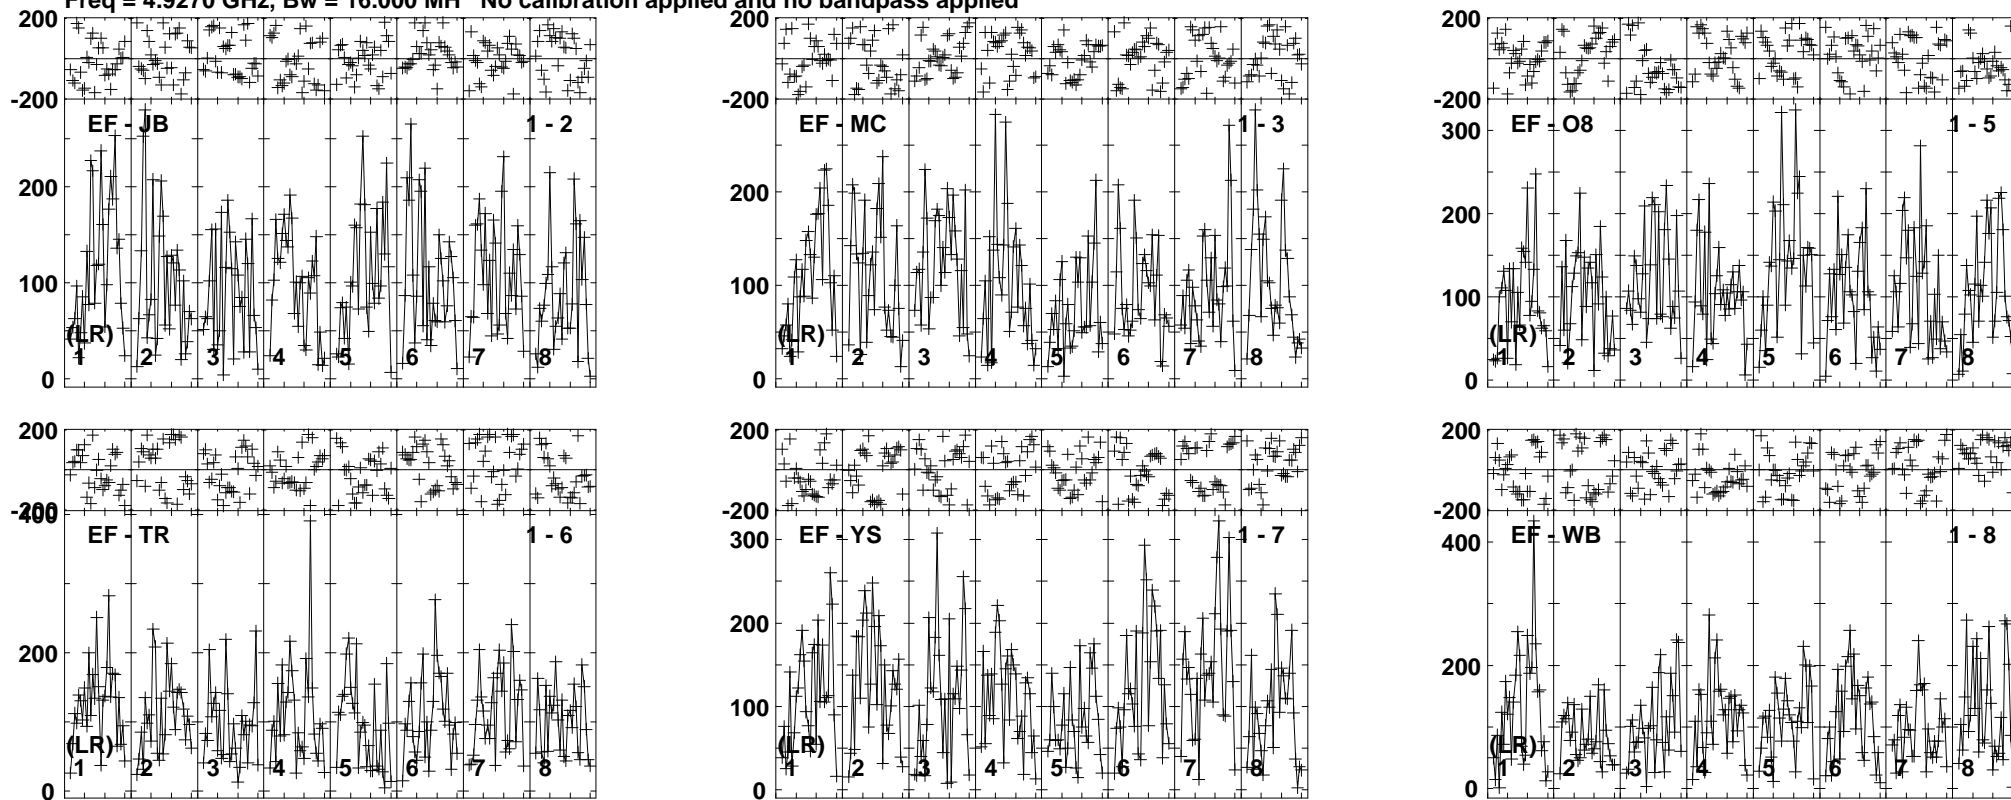 Freq = 4.9270 GHz, Bw = 16.000 MH No calibration applied and no bandpass applied
200 200 200
-200 -200 -200
EF - JB 1 - 2 EF - MC 1 - 3 EF - O8 1 - 5
300
200 200 200
100 100 100
(LR) (LR) (LR)
1 2 3 4 5 6 7 8 1 2 3 4 5 6 7 8 1 2 3 4 5 6 7 8
0 0 0
200 200 200
-200 -200 -200
400
EF - TR 1 - 6 EF - YS 1 - 7 EF - WB 1 - 8
300 400
200 200 200
100
(LR) (LR) (LR)
1 2 3 4 5 6 7 8 1 2 3 4 5 6 7 8 1 2 3 4 5 6 7 8
0 0 0